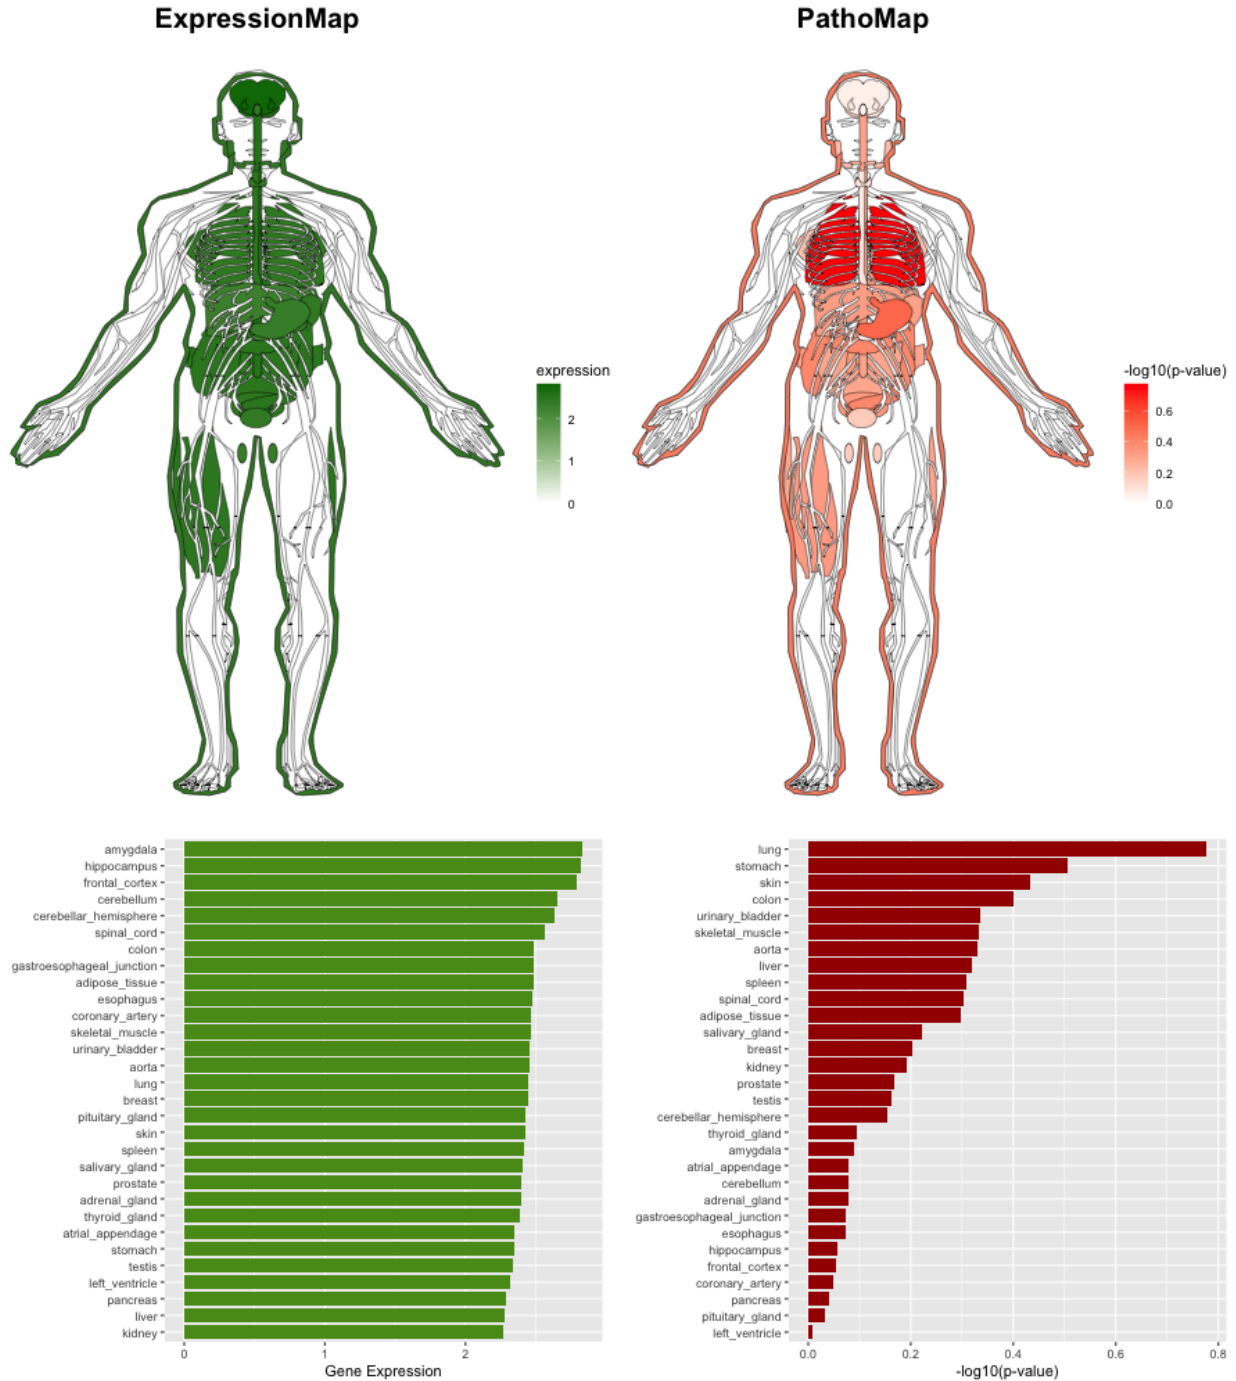 ExpressionMap
PathoMap
expression
2
1
0
-log10(p-value)
0.6
0.4
0.2
0.0
amygdala
hippocampus
frontal_cortex
cerebellum
cerebellar_hemisphere
spinal_cord
colon
gastroesophageal_junction
adipose_tissue
esophagus
coronary_artery
skeletal_muscle
urinary_bladder
aorta
lung
breast
pituitary_gland
skin
spleen
salivary_gland
prostate
adrenal_gland
thyroid_gland
atrial_appendage
stomach
testis
left_ventricle
pancreas
liver
kidney
0 1 2
Gene Expression
lung
stomach
skin
colon
urinary_bladder
skeletal_muscle
aorta
liver
spleen
spinal_cord
adipose_tissue
salivary_gland
breast
kidney
prostate
testis
cerebellar_hemisphere
thyroid_gland
amygdala
atrial_appendage
cerebellum
adrenal_gland
gastroesophageal_junction
esophagus
hippocampus
frontal_cortex
coronary_artery
pancreas
pituitary_gland
left_ventricle
0.0 0.2 0.4 0.6 0.8
-log10(p-value)